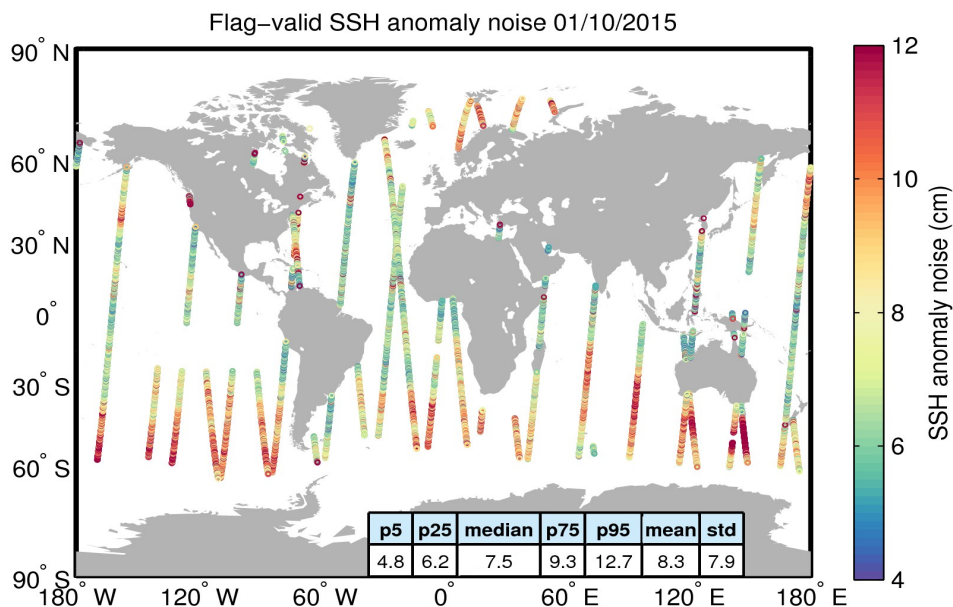 Flag−valid SSH anomaly noise 01/10/2015
90° N
60° N
30° N
0°
30° S
60° S
90° S
180° W
120° W
60° W
0°
60° E
120° E
180° E
p5 p25 median p75 p95 mean std
4.8 6.2 7.5 9.3 12.7 8.3 7.9
12
10
8
6
4
SSH anomaly noise (cm)